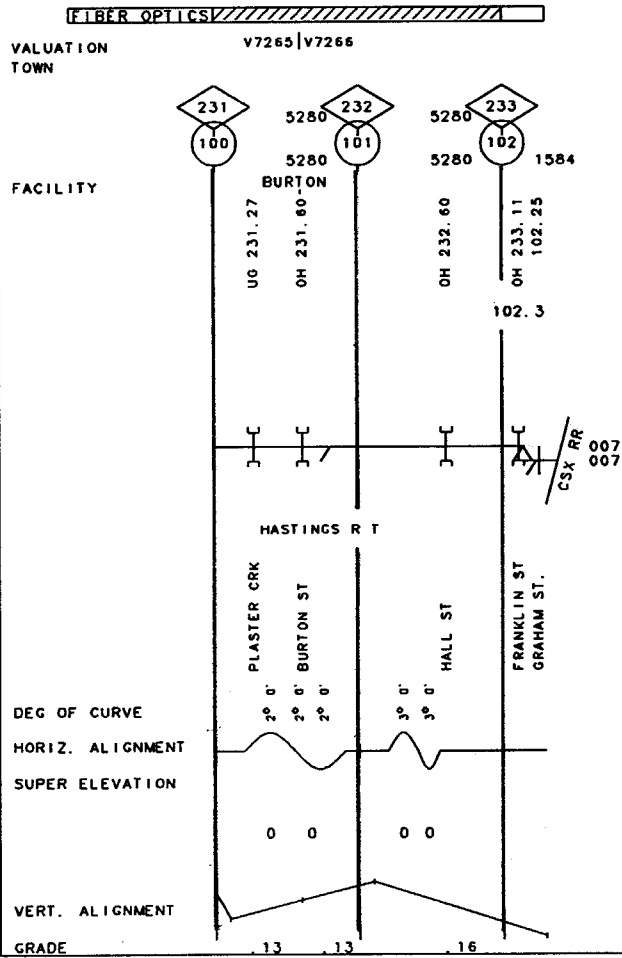 FIBER OPTICS
VALUATION V7265|V7266
TOWN
231 5280 232 5280 233
100 5280 101 5280 102 1584
FACILITY BURTON
UG 231.27
OH 231.60
OH 232.60
OH 233.11
102.25
102.3
CSX RR
007
007
HASTINGS R T
PLASTER CRK
BURTON ST
HALL ST
FRANKLIN ST
GRAHAM ST.
DEG OF CURVE 2° 0' 2° 0' 2° 0' 3° 0' 3° 0'
HORIZ. ALIGNMENT
SUPER ELEVATION
0 0 0 0
VERT. ALIGNMENT
GRADE .13 .13 .16